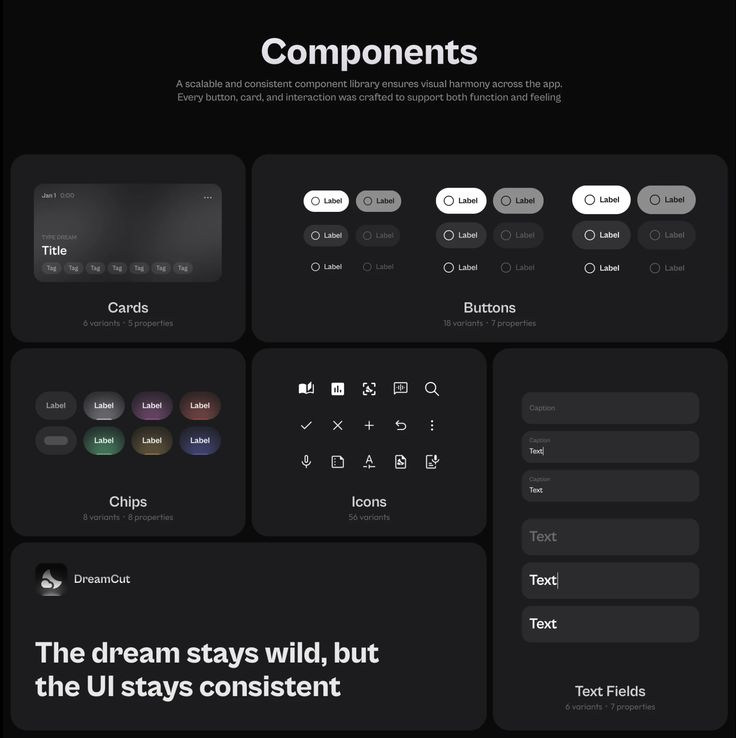 Components
A scalable and consistent component library ensures visual harmony across the app.
Every button, card, and interaction was crafted to support both function and feeling
Jan 1 0:00
TYPE DREAM
Title
Tag Tag Tag Tag Tag Tag Tag
Cards
6 variants • 5 properties
Label Label Label Label Label Label
Label Label Label Label Label Label
Label Label Label Label Label Label
Buttons
18 variants • 7 properties
Label Label Label Label
Label Label Label
Chips
8 variants • 8 properties
Icons
56 variants
Caption
Caption
Text
Caption
Text
Text
Text
Text
Text Fields
6 variants • 7 properties
DreamCut
The dream stays wild, but
the UI stays consistent